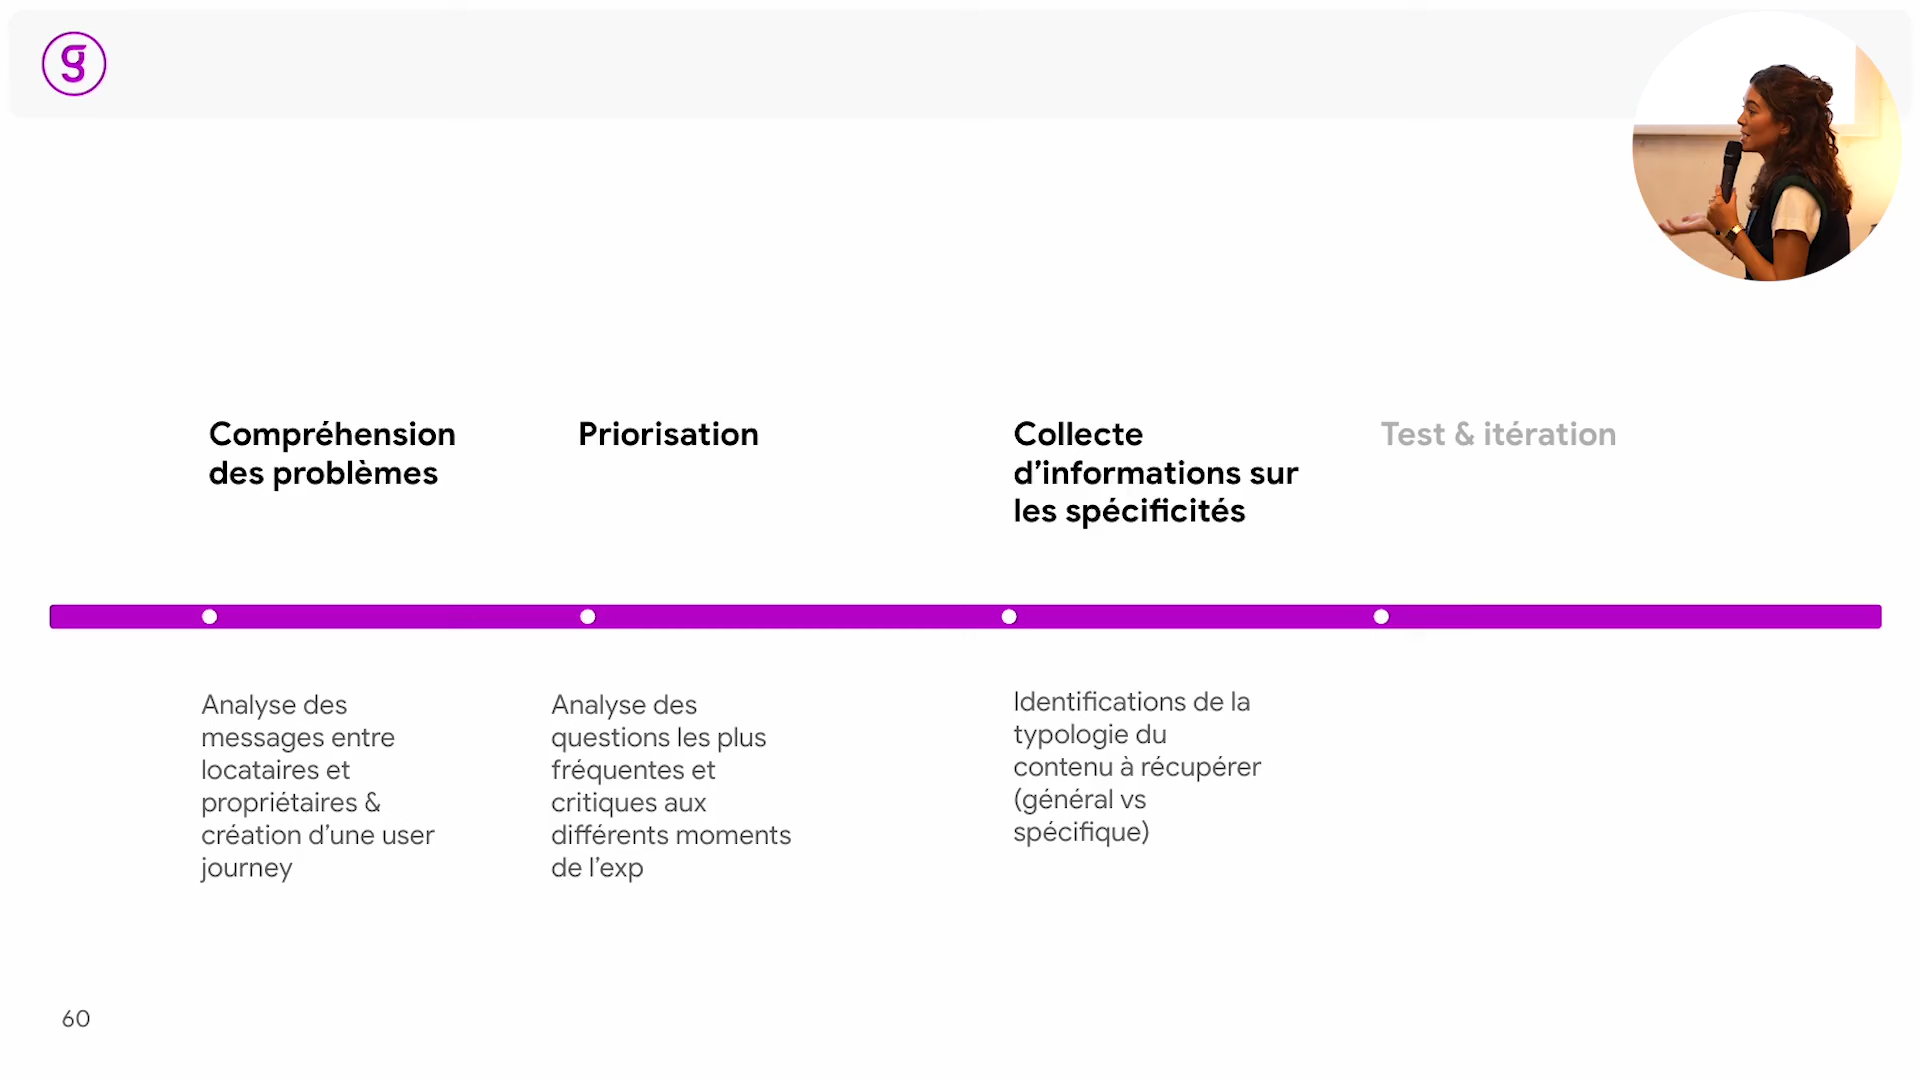 g
Compréhension
des problèmes
Priorisation
Collecte
d’informations sur
les spécificités
Test & itération
Analyse des
messages entre
locataires et
propriétaires &
création d’une user
journey
Analyse des
questions les plus
fréquentes et
critiques aux
différents moments
de l’exp
Identifications de la
typologie du
contenu à récupérer
(général vs
spécifique)
60